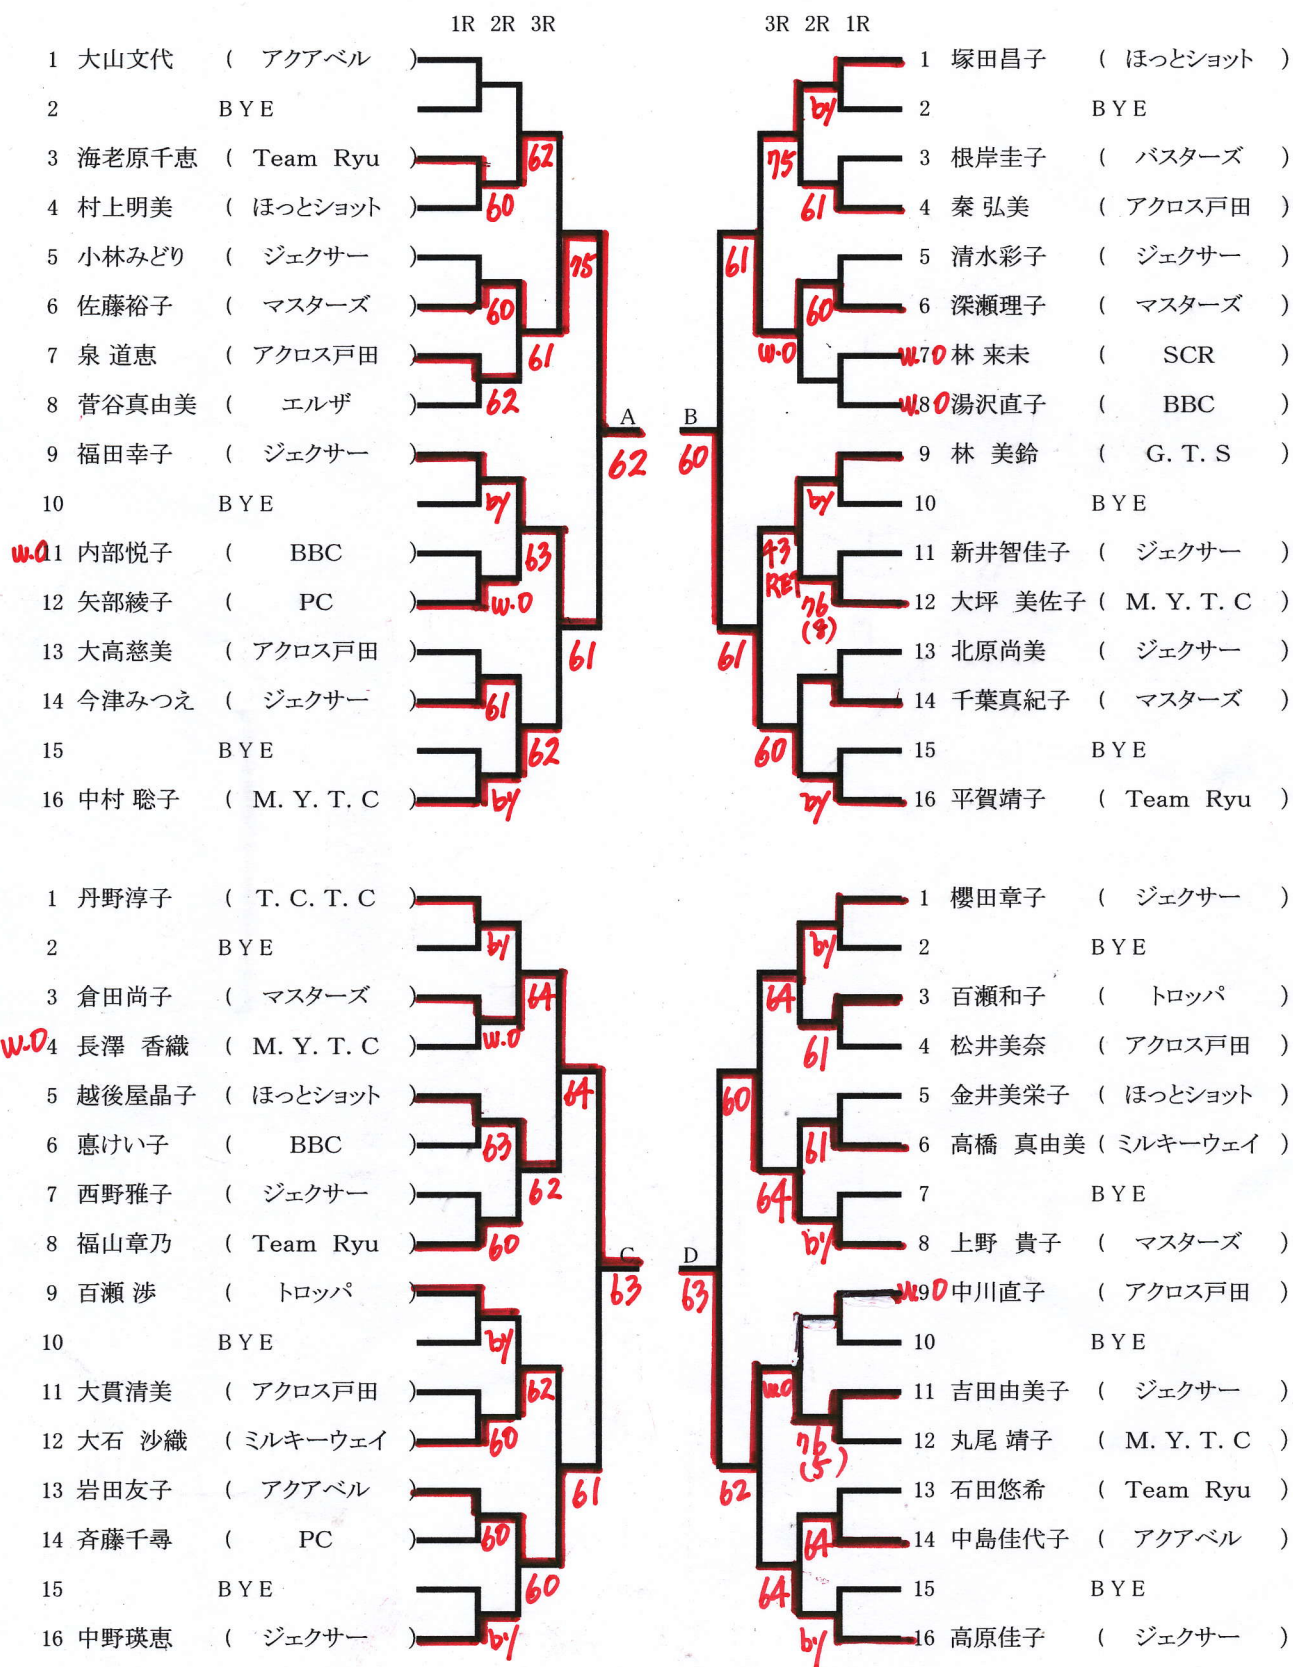 1R 2R 3R
3R 2R 1R
1 大山文代 ( アクアベル )
2 BYE
3 海老原千恵 ( Team Ryu )
62
4 村上明美 ( ほっとショット )
60
5 小林みどり ( ジェクサー )
75
6 佐藤裕子 ( マスターズ )
60
7 泉 道恵 ( アクロス戸田 )
61
8 菅谷真由美 ( エルザ )
62
A
9 福田幸子 ( ジェクサー )
62
10 BYE
by
w.o 11 内部悦子 ( BBC )
63
12 矢部綾子 ( PC )
w.o
13 大高慈美 ( アクロス戸田 )
61
14 今津みつえ ( ジェクサー )
61
15 BYE
62
16 中村 聡子 ( M.Y.T.C )
by
1 塚田昌子 ( ほっとショット )
2 BYE
by
3 根岸圭子 ( バスターズ )
75
4 秦 弘美 ( アクロス戸田 )
61
5 清水彩子 ( ジェクサー )
61
6 深瀬理子 ( マスターズ )
60
w.o 7 林 来未 ( SCR )
w.o
w.o 8 湯沢直子 ( BBC )
B
9 林 美鈴 ( G.T.S )
60
10 BYE
by
11 新井智佳子 ( ジェクサー )
43
RET
12 大坪 美佐子 ( M.Y.T.C )
76
(8)
13 北原尚美 ( ジェクサー )
61
14 千葉真紀子 ( マスターズ )
15 BYE
60
16 平賀靖子 ( Team Ryu )
by
1 丹野淳子 ( T.C.T.C )
2 BYE
by
3 倉田尚子 ( マスターズ )
64
w.o 4 長澤 香織 ( M.Y.T.C )
w.o
5 越後屋晶子 ( ほっとショット )
64
6 悳けい子 ( BBC )
63
7 西野雅子 ( ジェクサー )
62
8 福山章乃 ( Team Ryu )
60
C
9 百瀬 渉 ( トロッパ )
63
10 BYE
by
11 大貫清美 ( アクロス戸田 )
62
12 大石 沙織 ( ミルキーウェイ )
60
13 岩田友子 ( アクアベル )
61
14 斉藤千尋 ( PC )
60
15 BYE
60
16 中野瑛恵 ( ジェクサー )
by
1 櫻田章子 ( ジェクサー )
2 BYE
by
3 百瀬和子 ( トロッパ )
64
4 松井美奈 ( アクロス戸田 )
61
5 金井美栄子 ( ほっとショット )
60
6 高橋 真由美 ( ミルキーウェイ )
61
7 BYE
64
8 上野 貴子 ( マスターズ )
by
D
w.o 9 中川直子 ( アクロス戸田 )
63
10 BYE
11 吉田由美子 ( ジェクサー )
w.o
12 丸尾 靖子 ( M.Y.T.C )
76
(5)
13 石田悠希 ( Team Ryu )
62
14 中島佳代子 ( アクアベル )
64
15 BYE
64
16 高原佳子 ( ジェクサー )
by